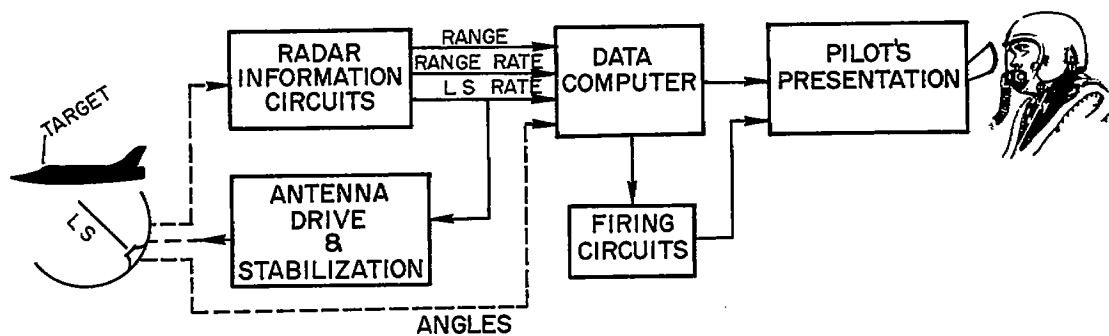 TARGET
L S
RADAR
INFORMATION
CIRCUITS
RANGE
RANGE RATE
L S RATE
DATA
COMPUTER
PILOT'S
PRESENTATION
ANTENNA
DRIVE
&
STABILIZATION
FIRING
CIRCUITS
ANGLES